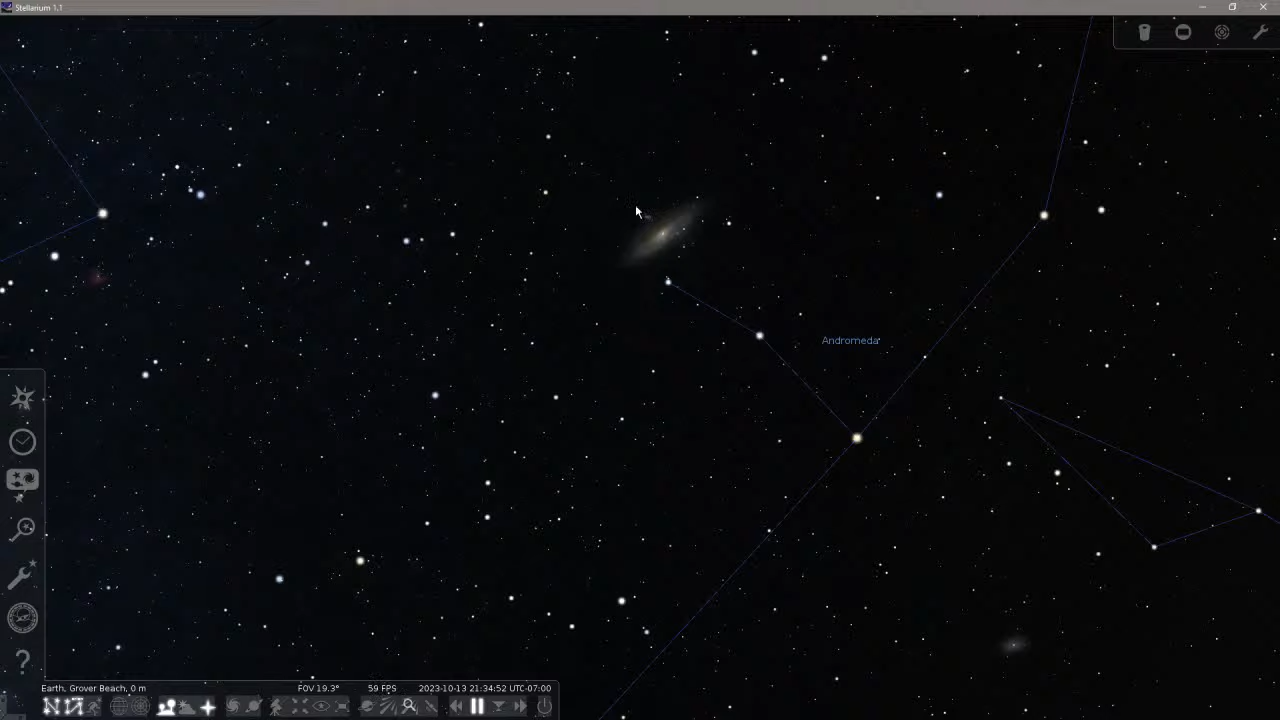 Stellarium 1.1
Andromeda
Earth, Grover Beach, 0 m FOV 19.3° 59 FPS 2023-10-13 21:34:52 UTC-07:00